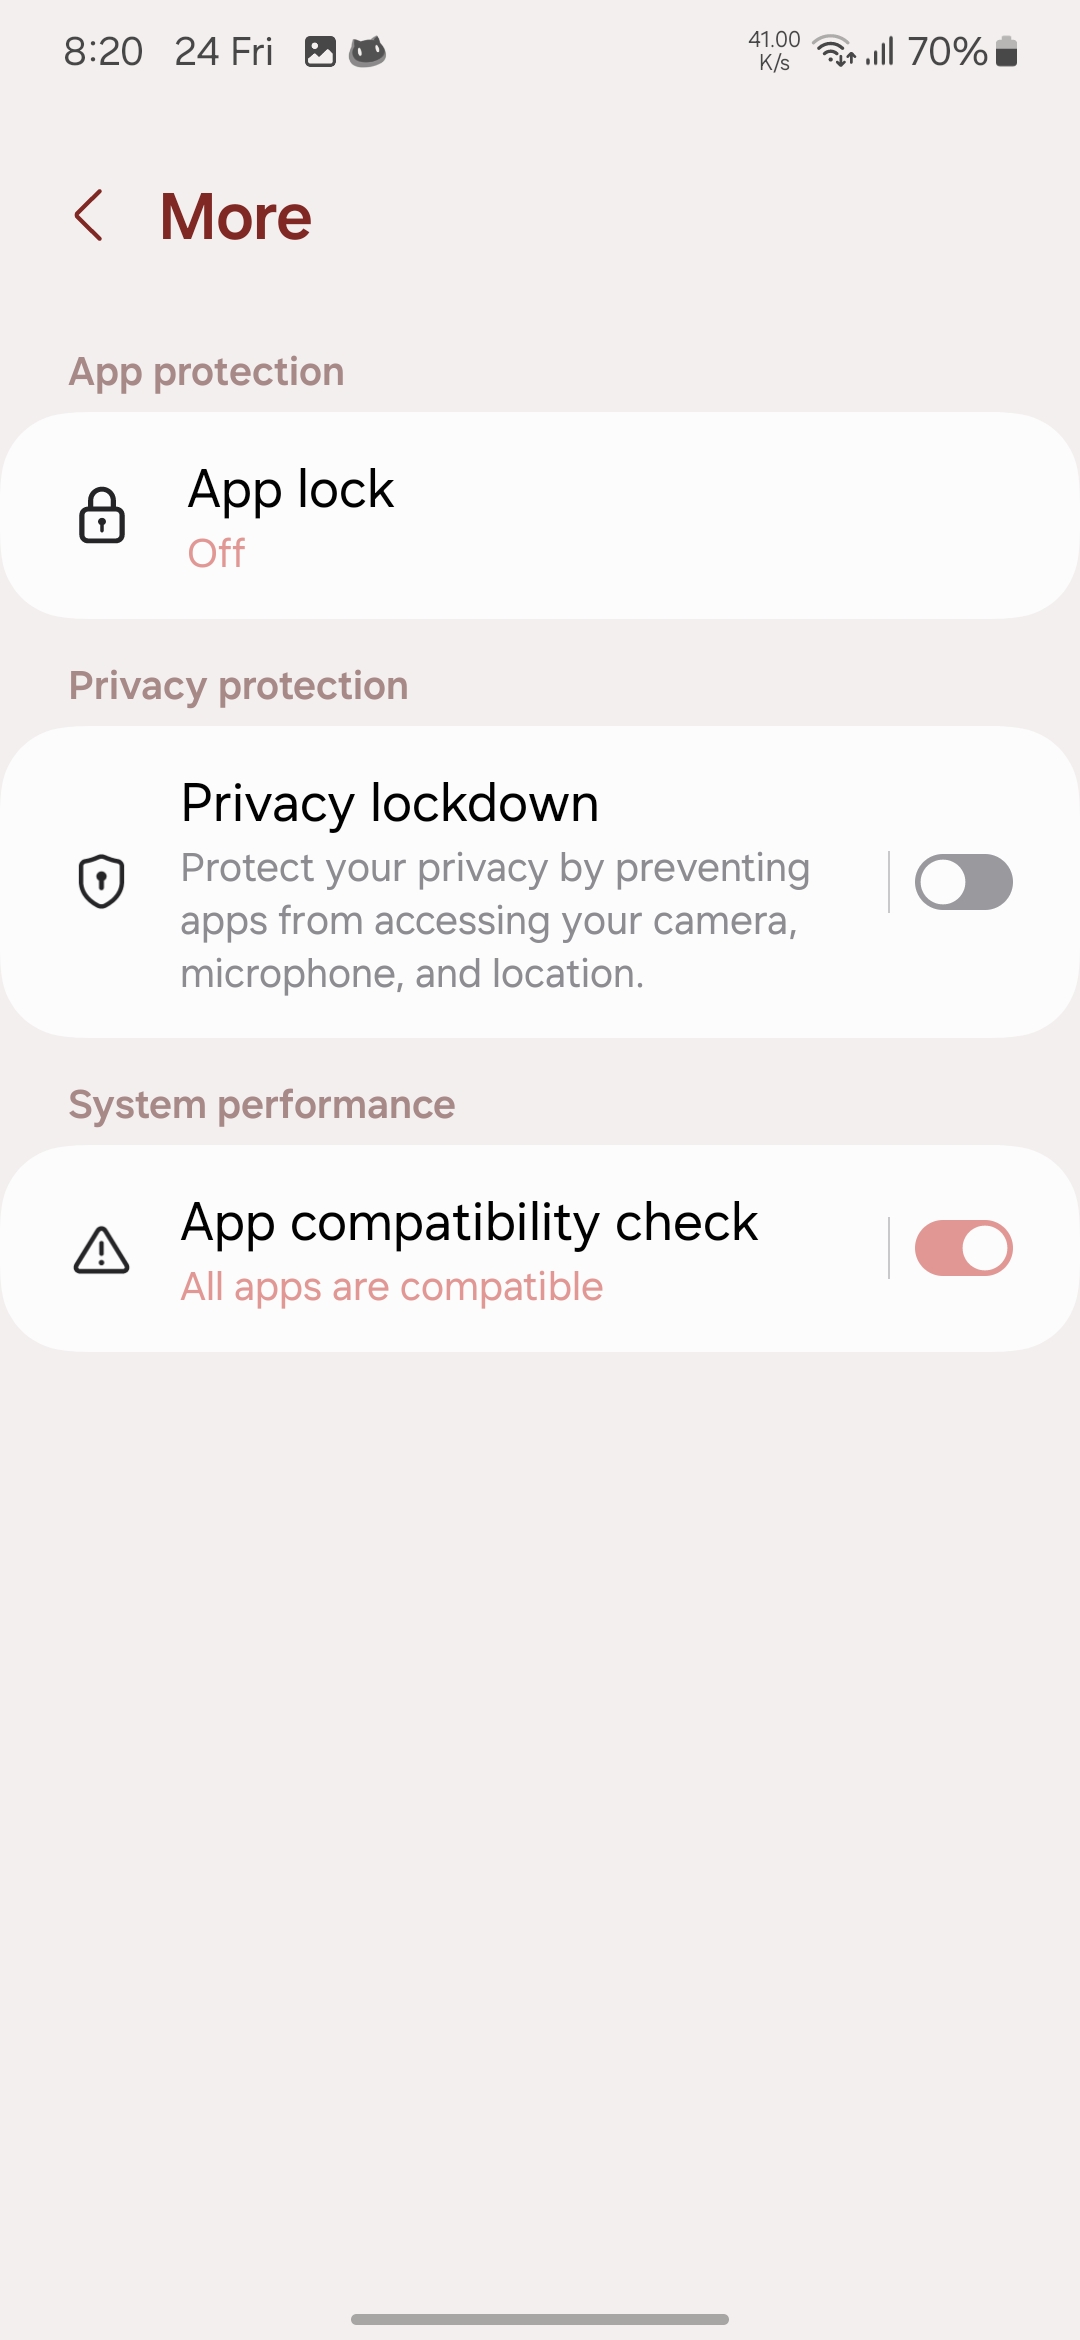 8:20 24 Fri 41.00 K/s 70%
More
App protection
App lock
Off
Privacy protection
Privacy lockdown
Protect your privacy by preventing
apps from accessing your camera,
microphone, and location.
System performance
App compatibility check
All apps are compatible